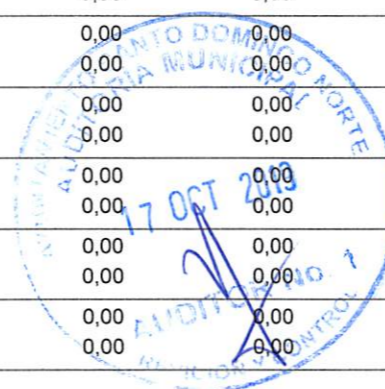 0,00 0,00
0,00 0,00
0,00 0,00
0,00 0,00
0,00 0,00
0,00 0,00
0,00 0,00
0,00 0,00
0,00 0,00
0,00 0,00
AYUNTAMIENTO SANTO DOMINGO NORTE
AUDITORIA MUNICIPAL
17 OCT 2019
AUDITOR No. 1
REVISION Y CONTROL